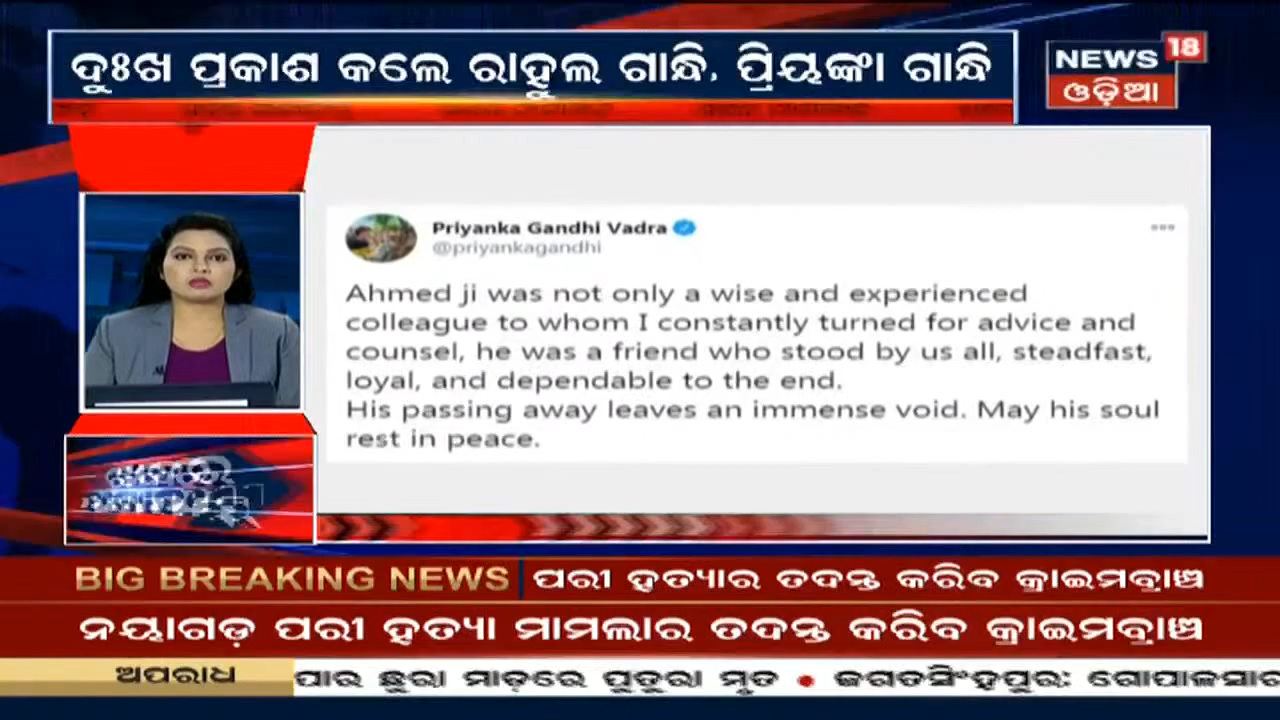 ଦୁଃଖ ପ୍ରକାଶ କଲେ ରାହୁଲ ଗାନ୍ଧି, ପ୍ରିୟଙ୍କା ଗାନ୍ଧି
NEWS 18
ଓଡ଼ିଆ
Priyanka Gandhi Vadra
@priyankagandhi
Ahmed ji was not only a wise and experienced
colleague to whom I constantly turned for advice and
counsel, he was a friend who stood by us all, steadfast,
loyal, and dependable to the end.
His passing away leaves an immense void. May his soul
rest in peace.
BIG BREAKING NEWS ପରୀ ହତ୍ୟାର ତଦନ୍ତ କରିବ କ୍ରାଇମବ୍ରାଞ୍ଚ
ନୟାଗଡ଼ ପରୀ ହତ୍ୟା ମାମଲାର ତଦନ୍ତ କରିବ କ୍ରାଇମବ୍ରାଞ୍ଚ
ଅପରାଧ ଛୁରା ମାଡ଼ରେ ପୁତୁରା ମୃତ • ଜଗତସିଂହପୁର: